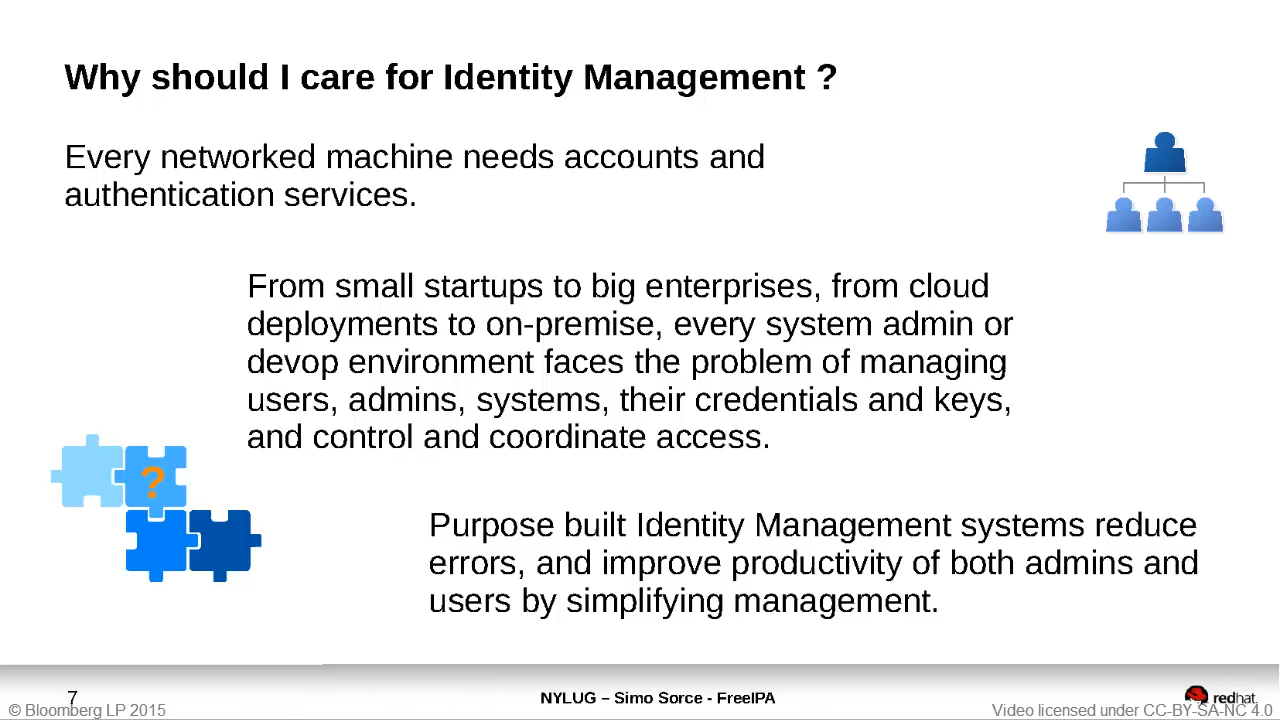 Why should I care for Identity Management ?
Every networked machine needs accounts and
authentication services.
From small startups to big enterprises, from cloud
deployments to on-premise, every system admin or
devop environment faces the problem of managing
users, admins, systems, their credentials and keys,
and control and coordinate access.
?
Purpose built Identity Management systems reduce
errors, and improve productivity of both admins and
users by simplifying management.
7
NYLUG – Simo Sorce - FreeIPA
redhat
© Bloomberg LP 2015
Video licensed under CC-BY-SA-NC 4.0